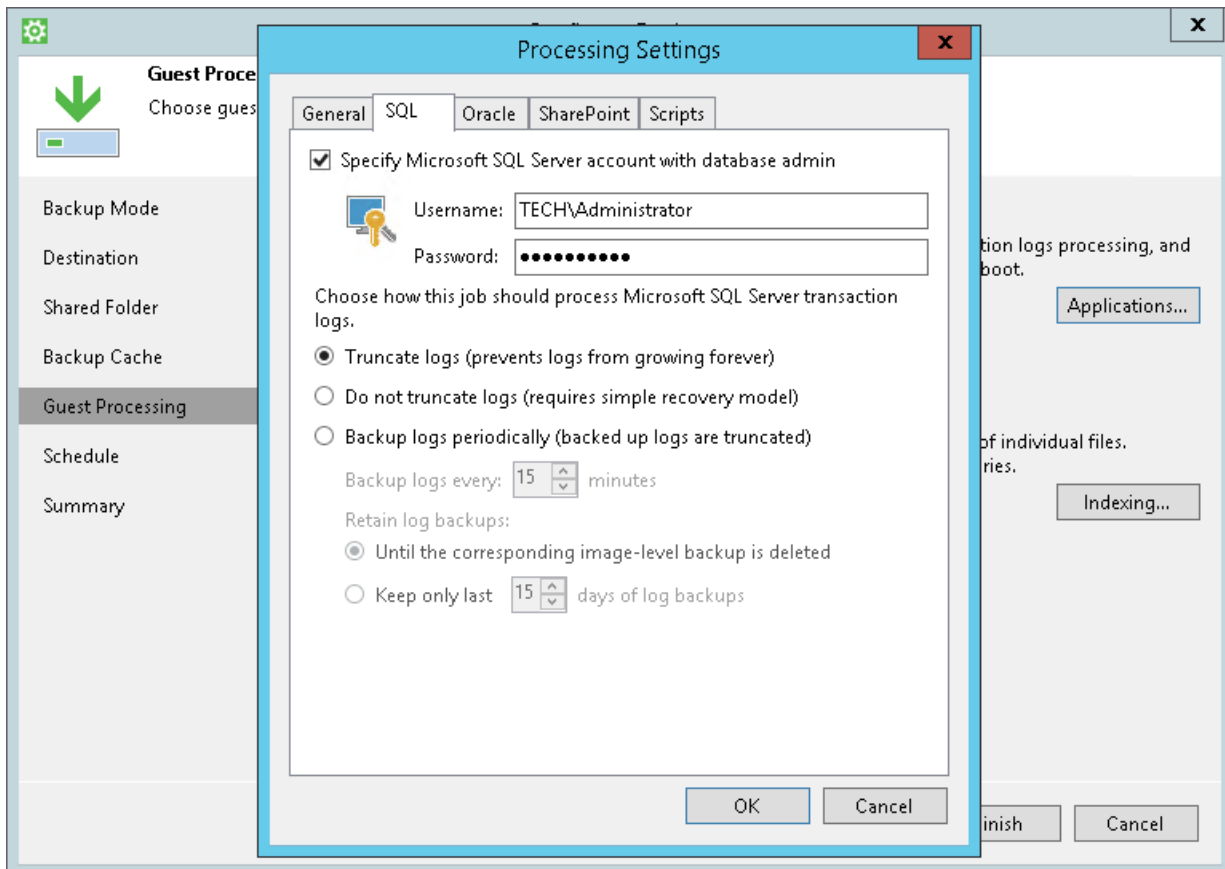 X
Processing Settings
x
Guest Proce
Choose gues
General
SQL
Oracle
SharePoint
Scripts
Specify Microsoft SQL Server account with database admin
Username:
TECH\Administrator
Password:
●●●●●●●●●●
Choose how this job should process Microsoft SQL Server transaction
logs.
Truncate logs (prevents logs from growing forever)
Do not truncate logs (requires simple recovery model)
Backup logs periodically (backed up logs are truncated)
Backup logs every: 15 minutes
Retain log backups:
Until the corresponding image-level backup is deleted
Keep only last 15 days of log backups
OK
Cancel
Backup Mode
Destination
Shared Folder
Backup Cache
Guest Processing
Schedule
Summary
tion logs processing, and
boot.
Applications...
of individual files.
ries.
Indexing...
inish
Cancel